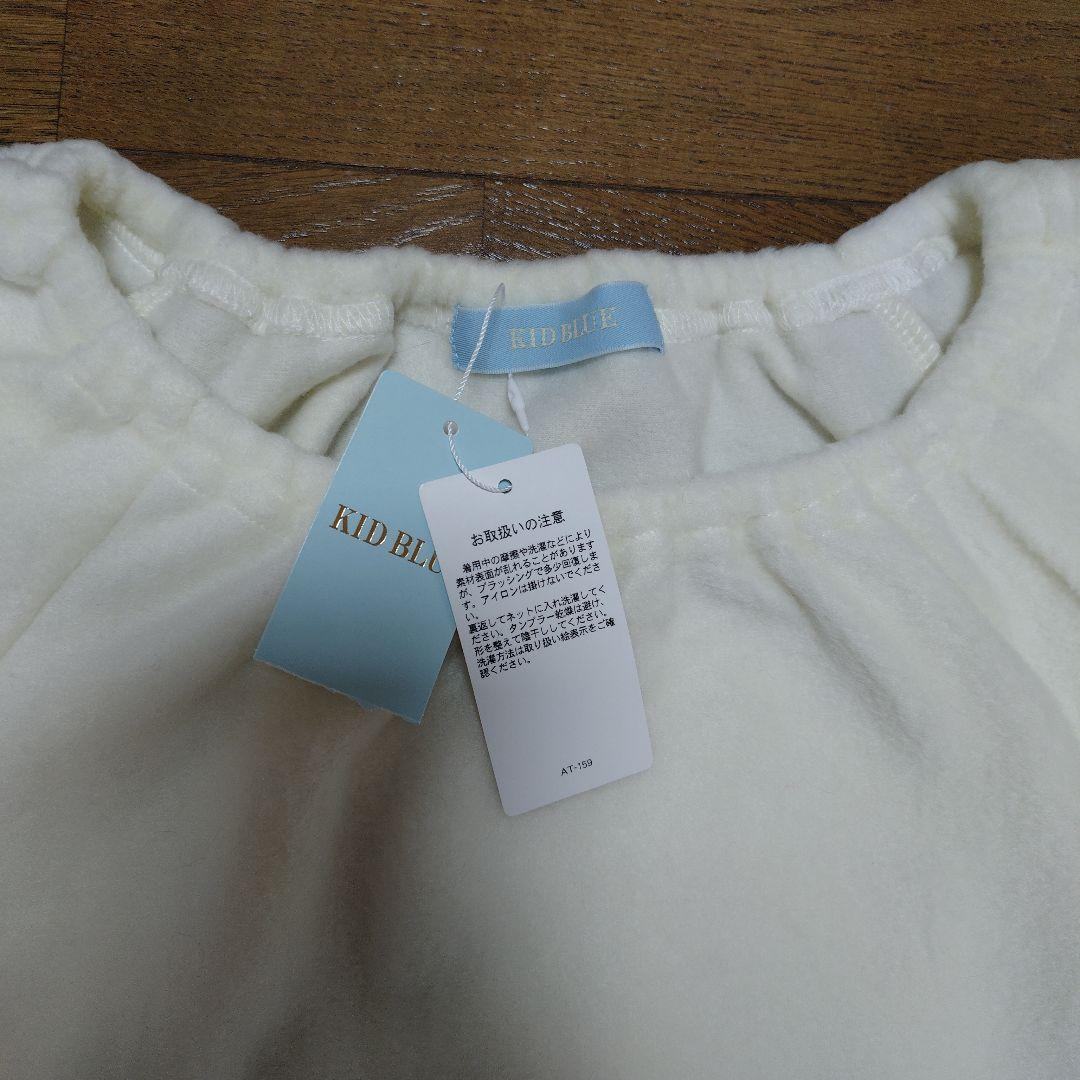 KID BLUE
KID BLU
お取扱いの注意
着用中の摩擦や洗濯などにより
素材表面が乱れることがあります
が、ブラッシングで多少回復しま
す。アイロンは掛けないでくださ
い。
裏返してネットに入れ洗濯してく
ださい。タンブラー乾燥は避け、
形を整えて陰干ししてください。
洗濯方法は取り扱い絵表示をご確
認ください。
AT-159